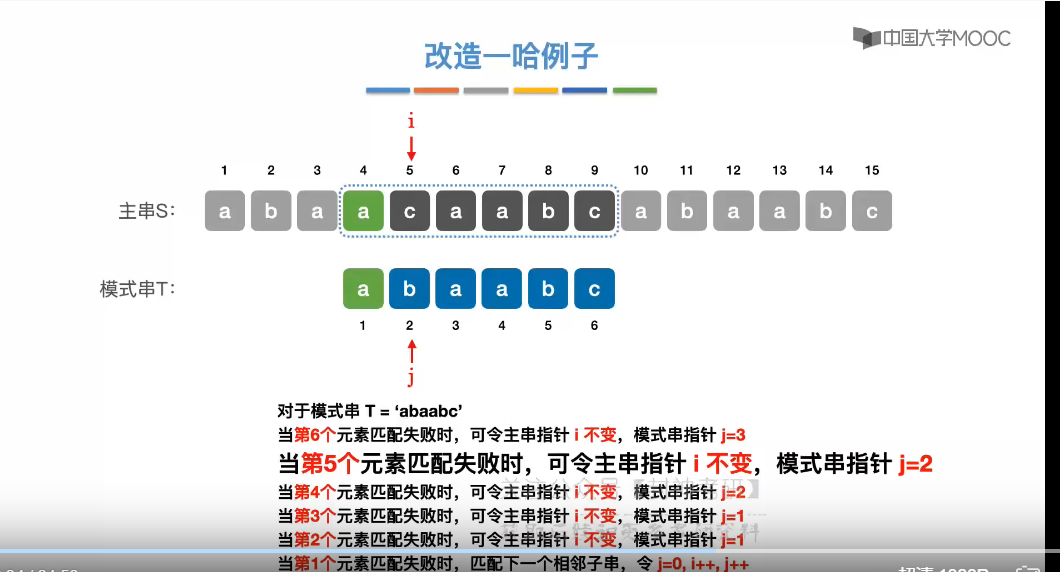 中国大学MOOC
改造一哈例子
i
1 2 3 4 5 6 7 8 9 10 11 12 13 14 15
主串S: a b a a c a a b c a b a a b c
模式串T: a b a a b c
1 2 3 4 5 6
j
对于模式串 T = ‘abaabc’
当第6个元素匹配失败时，可令主串指针 i 不变，模式串指针 j=3
当第5个元素匹配失败时，可令主串指针 i 不变，模式串指针 j=2
当第4个元素匹配失败时，可令主串指针 i 不变，模式串指针 j=2
当第3个元素匹配失败时，可令主串指针 i 不变，模式串指针 j=1
当第2个元素匹配失败时，可令主串指针 i 不变，模式串指针 j=1
当第1个元素匹配失败时，匹配下一个相邻子串，令 j=0, i++, j++